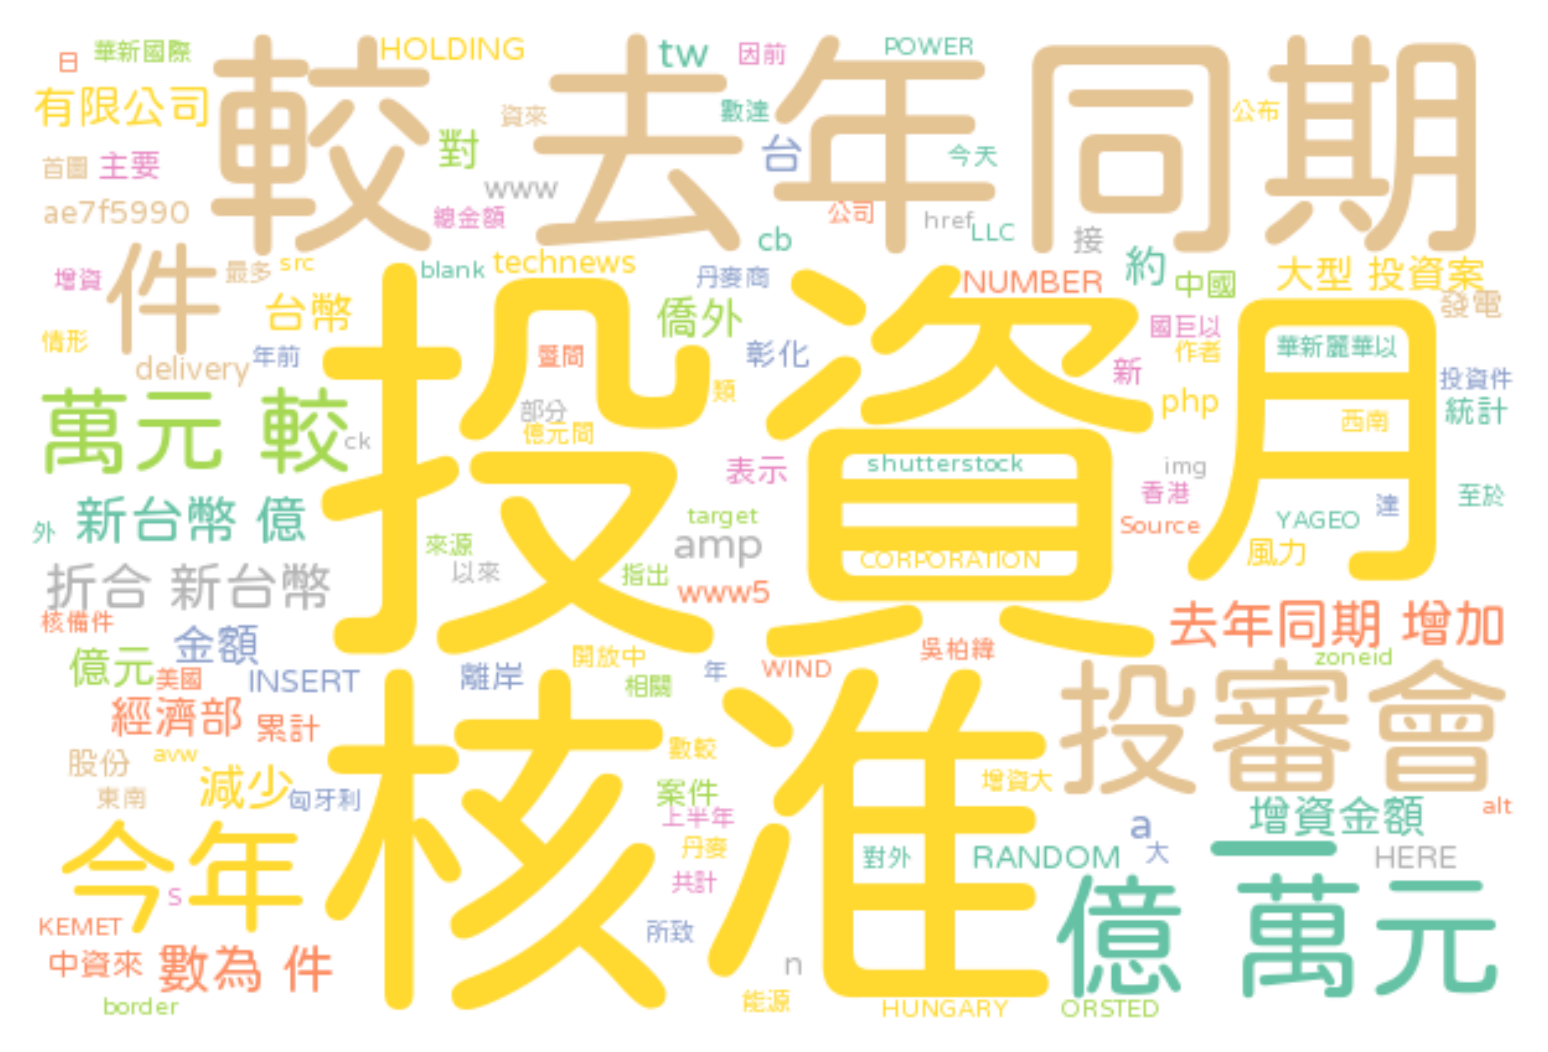 日
華新國際
HOLDING
tw
因前
POWER
有限公司
較去年同期
資來
數達
公布
對
台
今天
首圖
主要
www
ae7f5990
總金額
公司
href
LLC
cb
接
件
增資
最多
src
blank
technews
丹麥商
NUMBER
約
中國
大型 投資案
發電
台幣
僑外
投資
月
情形
年前
delivery
暨間
彰化
國巨以
作者
新
華新麗華以
投資件
萬元 較
ck
部分
億元間
類
php
西南
統計
表示
shutterstock
img
香港
至於
新台幣 億
外
target
Source
YAGEO
達
來源
amp
CORPORATION
風力
折合 新台幣
以來
指出
www5
核備件
金額
去年同期 增加
億元
美國
INSERT
離岸
開放中
相關
年
WIND
吳柏緯
zoneid
核准
投審會
經濟部
累計
數較
股份
avw
東南
減少
匈牙利
案件
上半年
增資大
增資金額
alt
今年
s
丹麥
共計
對外
RANDOM
a
大
HERE
億 萬元
KEMET
中資來
數為 件
所致
n
border
能源
HUNGARY
ORSTED